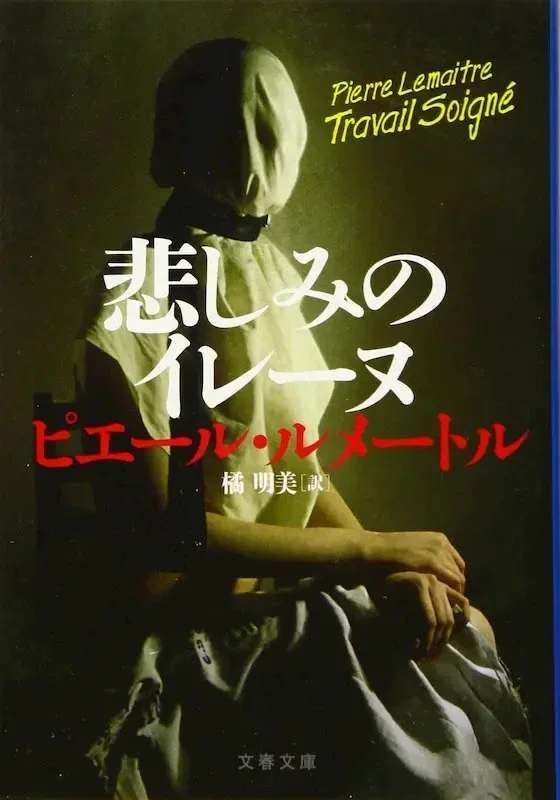 Pierre Lemaitre
Travail Soigné
悲しみの
イレーヌ
ピエール・ルメートル
橘 明美[訳]
文春文庫